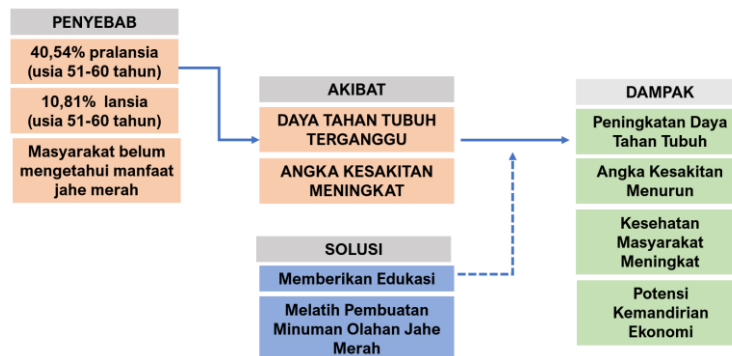 PENYEBAB
40,54% pralansia
(usia 51-60 tahun)
10,81% lansia
(usia 51-60 tahun)
Masyarakat belum
mengetahui manfaat
jahe merah
AKIBAT
DAYA TAHAN TUBUH
TERGANGGU
ANGKA KESAKITAN
MENINGKAT
SOLUSI
Memberikan Edukasi
Melatih Pembuatan
Minuman Olahan Jahe
Merah
DAMPAK
Peningkatan Daya
Tahan Tubuh
Angka Kesakitan
Menurun
Kesehatan
Masyarakat
Meningkat
Potensi
Kemandirian
Ekonomi